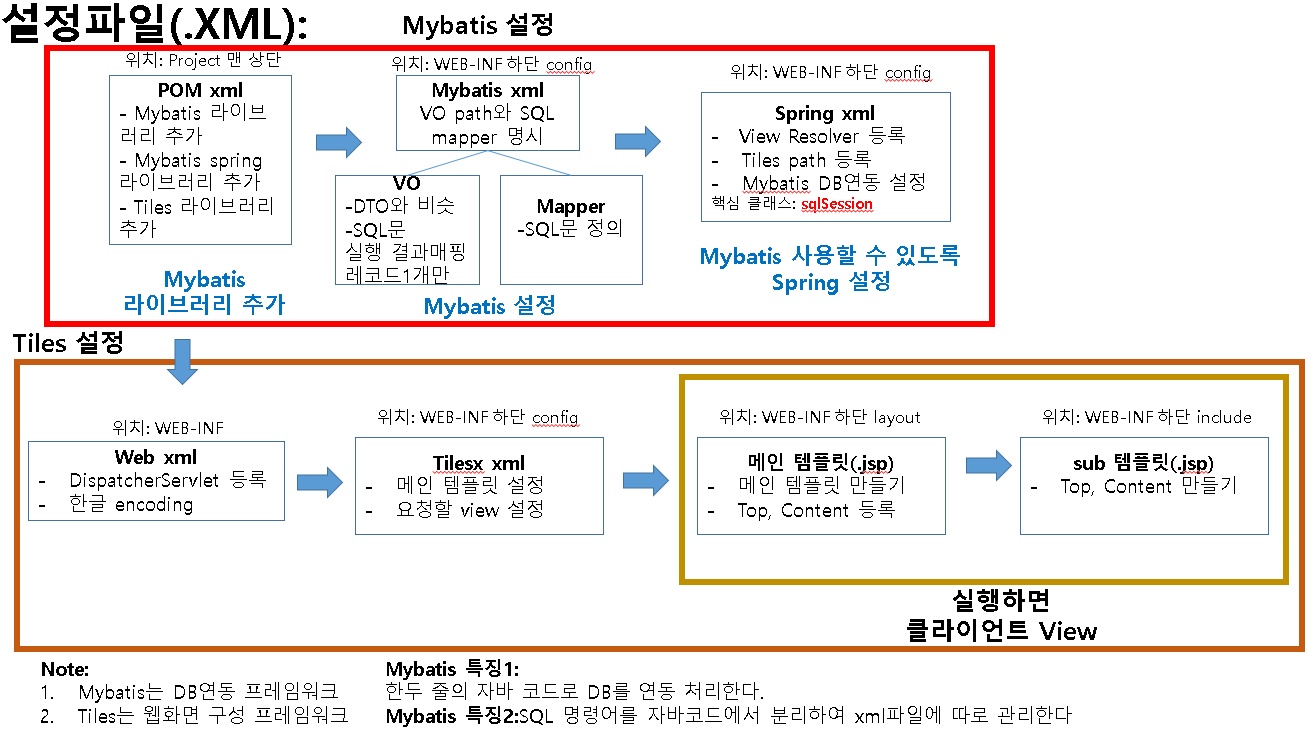 설정파일(.XML):
Mybatis 설정
위치: Project 맨 상단
POM xml
- Mybatis 라이브
러리 추가
- Mybatis spring
라이브러리 추가
- Tiles 라이브러리
추가
Mybatis
라이브러리 추가
위치: WEB-INF하단 config
Mybatis xml
VO path와 SQL
mapper 명시
VO
-DTO와 비슷
-SQL문
실행 결과매핑
레코드1개만
Mapper
-SQL문 정의
Mybatis 설정
위치: WEB-INF하단 config
Spring xml
- View Resolver 등록
- Tiles path 등록
- Mybatis DB연동 설정
핵심 클래스: sqlSession
Mybatis 사용할 수 있도록
Spring 설정
Tiles 설정
위치: WEB-INF
Web xml
- DispatcherServlet 등록
- 한글 encoding
위치: WEB-INF하단 config
Tilesx xml
- 메인 템플릿 설정
- 요청할 view 설정
위치: WEB-INF하단 layout
메인 템플릿(.jsp)
- 메인 템플릿 만들기
- Top, Content 등록
위치: WEB-INF하단 include
sub 템플릿(.jsp)
- Top, Content 만들기
실행하면
클라이언트 View
Note:
1. Mybatis는 DB연동 프레임워크
2. Tiles는 웹화면 구성 프레임워크
Mybatis 특징1:
한두 줄의 자바 코드로 DB를 연동 처리한다.
Mybatis 특징2:SQL 명령어를 자바코드에서 분리하여 xml파일에 따로 관리한다